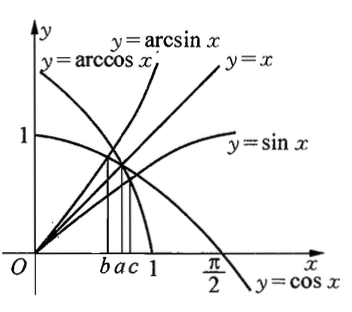 y
y=arcsin x
y=arccos x
y=x
1
y=sin x
O b a c 1 π/2 x
y=cos x